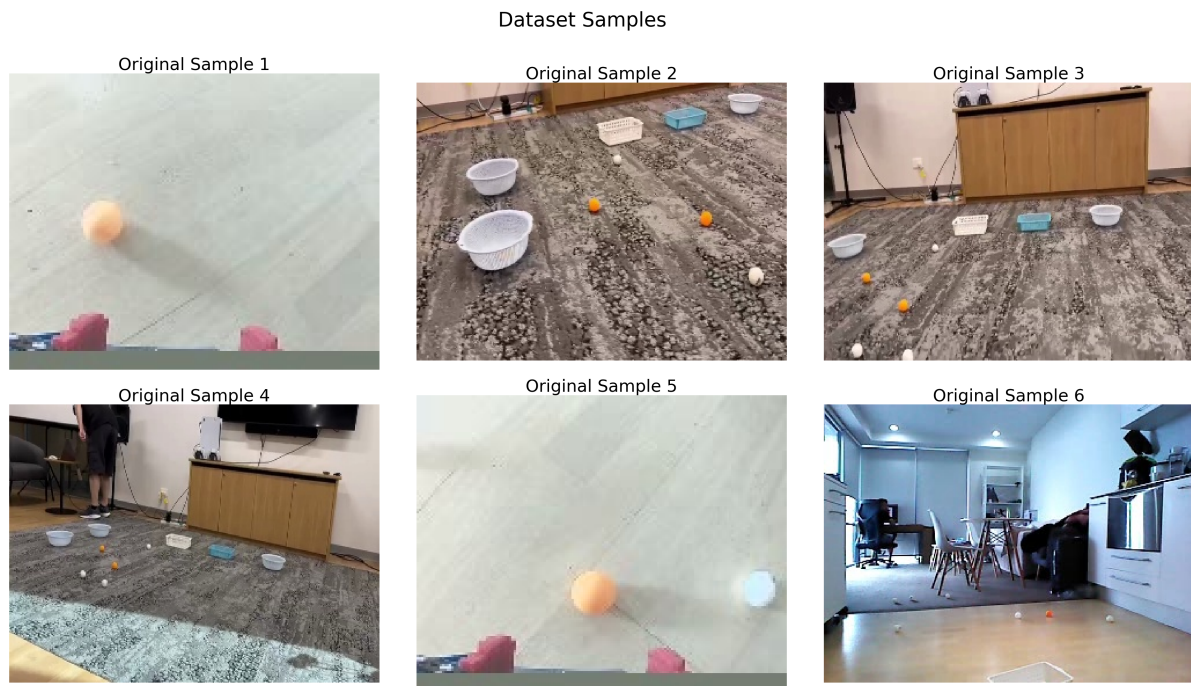 Dataset Samples
Original Sample 1
Original Sample 2
Original Sample 3
Original Sample 4
Original Sample 5
Original Sample 6